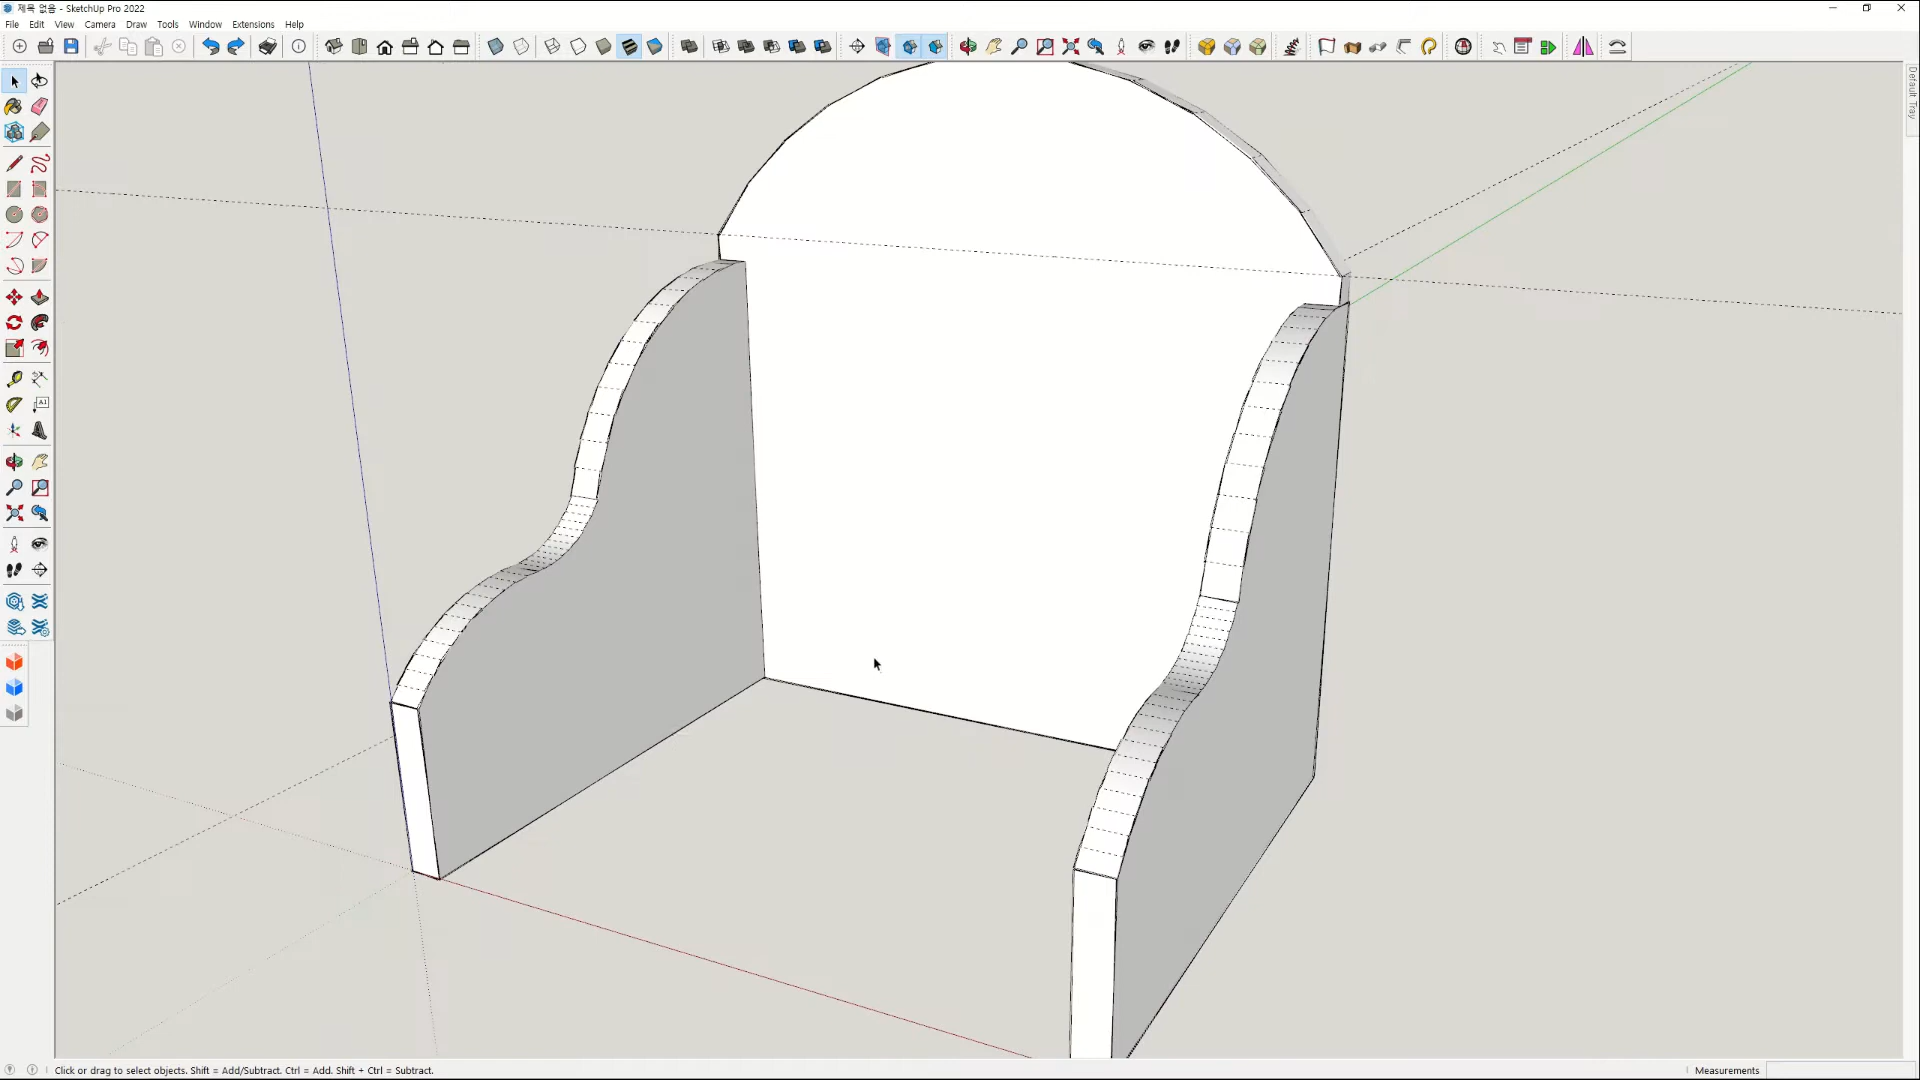 제목 없음 - SketchUp Pro 2022
File Edit View Camera Draw Tools Window Extensions Help
Default Tray
A1
Click or drag to select objects. Shift = Add/Subtract. Ctrl = Add. Shift + Ctrl = Subtract.
Measurements